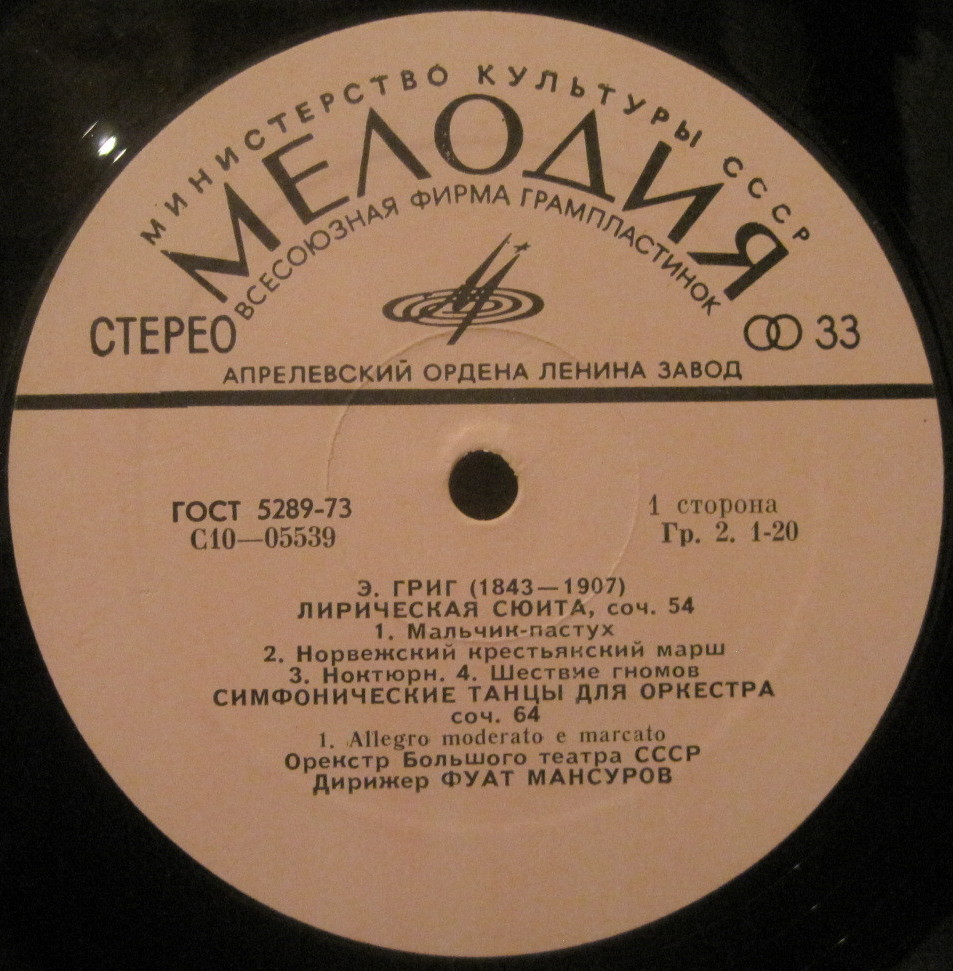 МИНИСТЕРСТВО КУЛЬТУРЫ СССР
МЕЛОДИЯ
ВСЕСОЮЗНАЯ ФИРМА ГРАМПЛАСТИНОК
СТЕРЕО
33
АПРЕЛЕВСКИЙ ОРДЕНА ЛЕНИНА ЗАВОД
ГОСТ 5289-73
С10—05539
1 сторона
Гр. 2. 1-20
Э. ГРИГ (1843—1907)
ЛИРИЧЕСКАЯ СЮИТА, соч. 54
1. Мальчик-пастух
2. Норвежский крестьянский марш
3. Ноктюрн. 4. Шествие гномов
СИМФОНИЧЕСКИЕ ТАНЦЫ ДЛЯ ОРКЕСТРА
соч. 64
1. Allegro moderato e marcato
Орекстр Большого театра СССР
Дирижер ФУАТ МАНСУРОВ